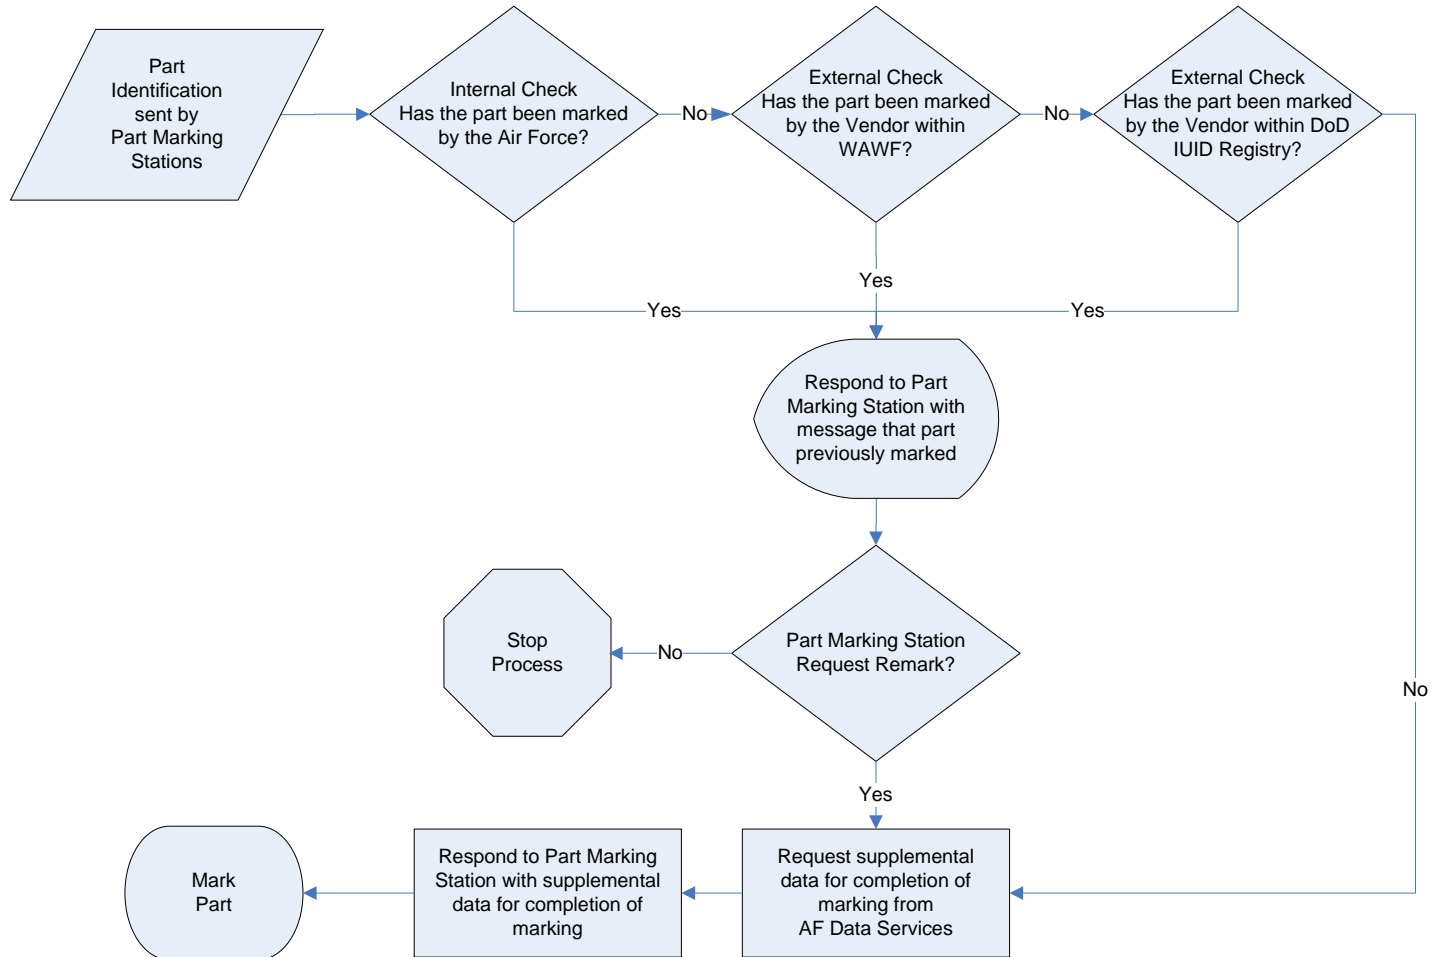 Part
Identification
sent by
Part Marking
Stations
Internal Check
Has the part been marked
by the Air Force?
No
External Check
Has the part been marked
by the Vendor within
WAWF?
No
External Check
Has the part been marked
by the Vendor within DoD
IUID Registry?
Yes
Yes
Yes
Respond to Part
Marking Station with
message that part
previously marked
Stop
Process
No
Part Marking Station
Request Remark?
No
Yes
Mark
Part
Respond to Part Marking
Station with supplemental
data for completion of
marking
Request supplemental
data for completion of
marking from
AF Data Services